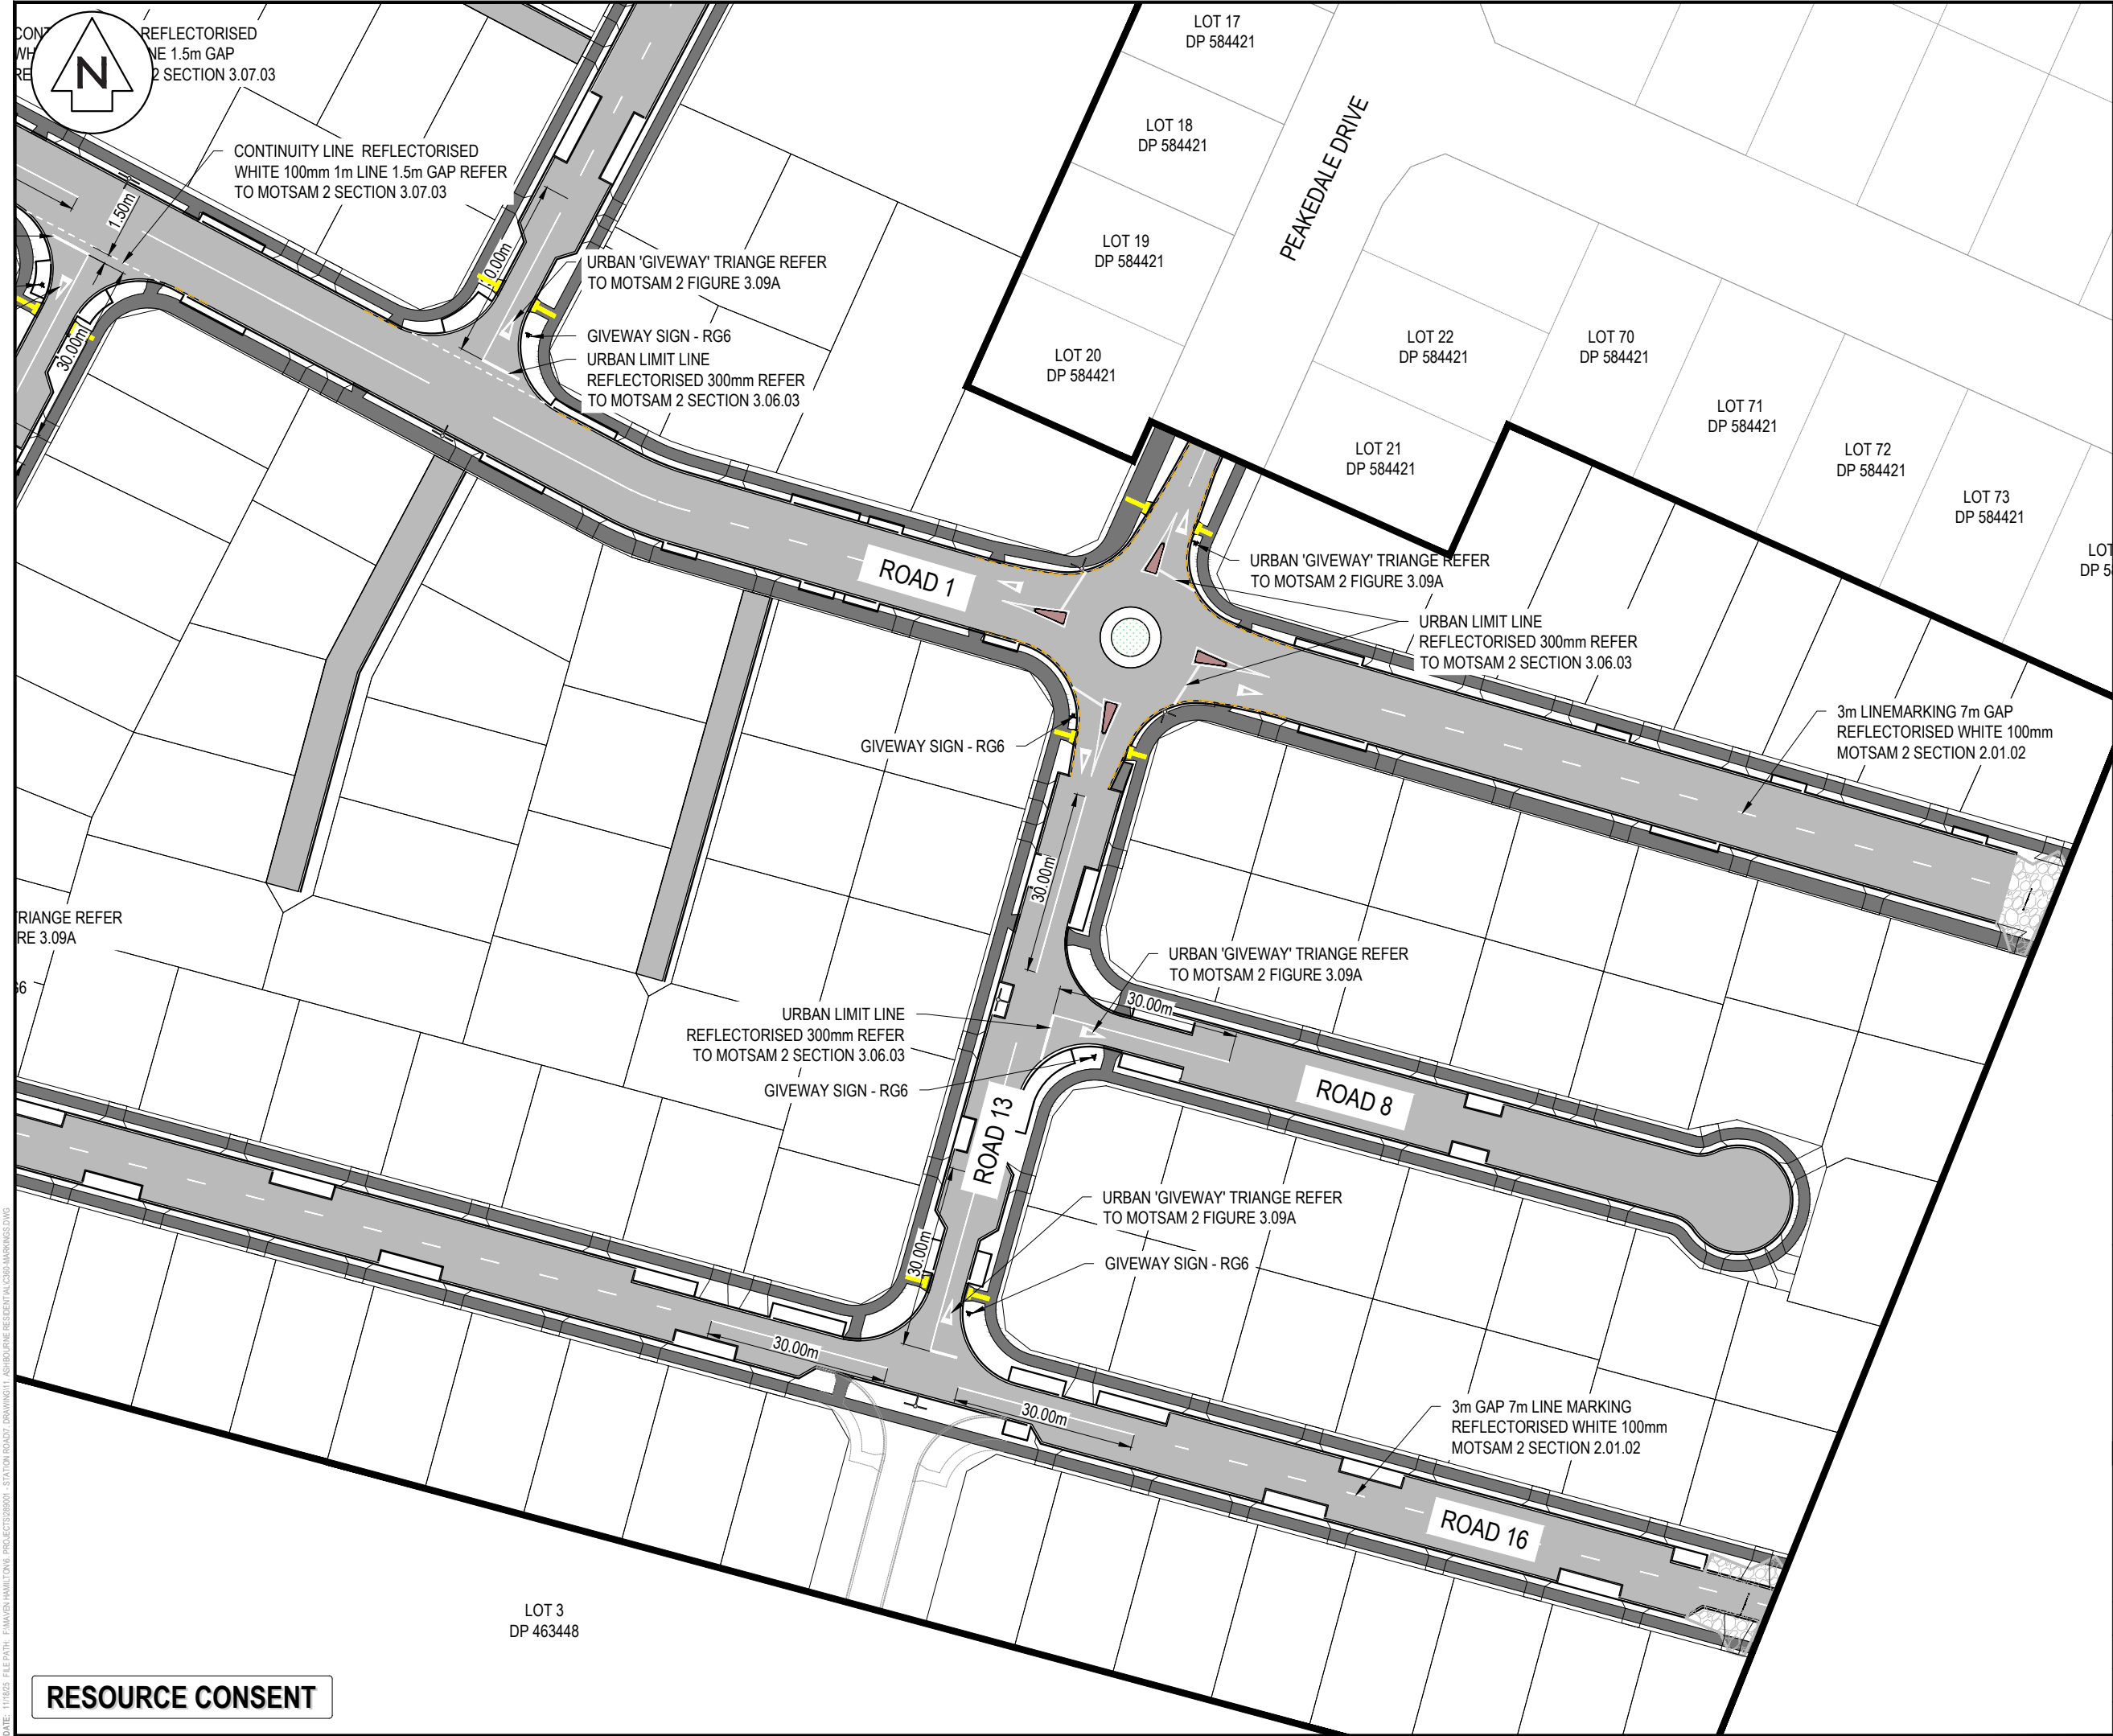 REFLECTORISED
NE 1.5m GAP
2 SECTION 3.07.03
N
CONTINUITY LINE REFLECTORISED
WHITE 100mm 1m LINE 1.5m GAP REFER
TO MOTSAM 2 SECTION 3.07.03
1.50m
30.00m
0.00m
URBAN 'GIVEWAY' TRIANGE REFER
TO MOTSAM 2 FIGURE 3.09A
GIVEWAY SIGN - RG6
URBAN LIMIT LINE
REFLECTORISED 300mm REFER
TO MOTSAM 2 SECTION 3.06.03
LOT 17
DP 584421
LOT 18
DP 584421
LOT 19
DP 584421
LOT 20
DP 584421
PEAKEDALE DRIVE
LOT 22
DP 584421
LOT 70
DP 584421
LOT 21
DP 584421
LOT 71
DP 584421
LOT 72
DP 584421
LOT 73
DP 584421
LOT
DP 5
ROAD 1
URBAN 'GIVEWAY' TRIANGE REFER
TO MOTSAM 2 FIGURE 3.09A
URBAN LIMIT LINE
REFLECTORISED 300mm REFER
TO MOTSAM 2 SECTION 3.06.03
3m LINEMARKING 7m GAP
REFLECTORISED WHITE 100mm
MOTSAM 2 SECTION 2.01.02
GIVEWAY SIGN - RG6
30.00m
RIANGE REFER
RE 3.09A
G6
URBAN 'GIVEWAY' TRIANGE REFER
TO MOTSAM 2 FIGURE 3.09A
30.00m
URBAN LIMIT LINE
REFLECTORISED 300mm REFER
TO MOTSAM 2 SECTION 3.06.03
GIVEWAY SIGN - RG6
ROAD 8
ROAD 13
URBAN 'GIVEWAY' TRIANGE REFER
TO MOTSAM 2 FIGURE 3.09A
GIVEWAY SIGN - RG6
30.00m
30.00m
30.00m
3m GAP 7m LINE MARKING
REFLECTORISED WHITE 100mm
MOTSAM 2 SECTION 2.01.02
ROAD 16
LOT 3
DP 463448
RESOURCE CONSENT